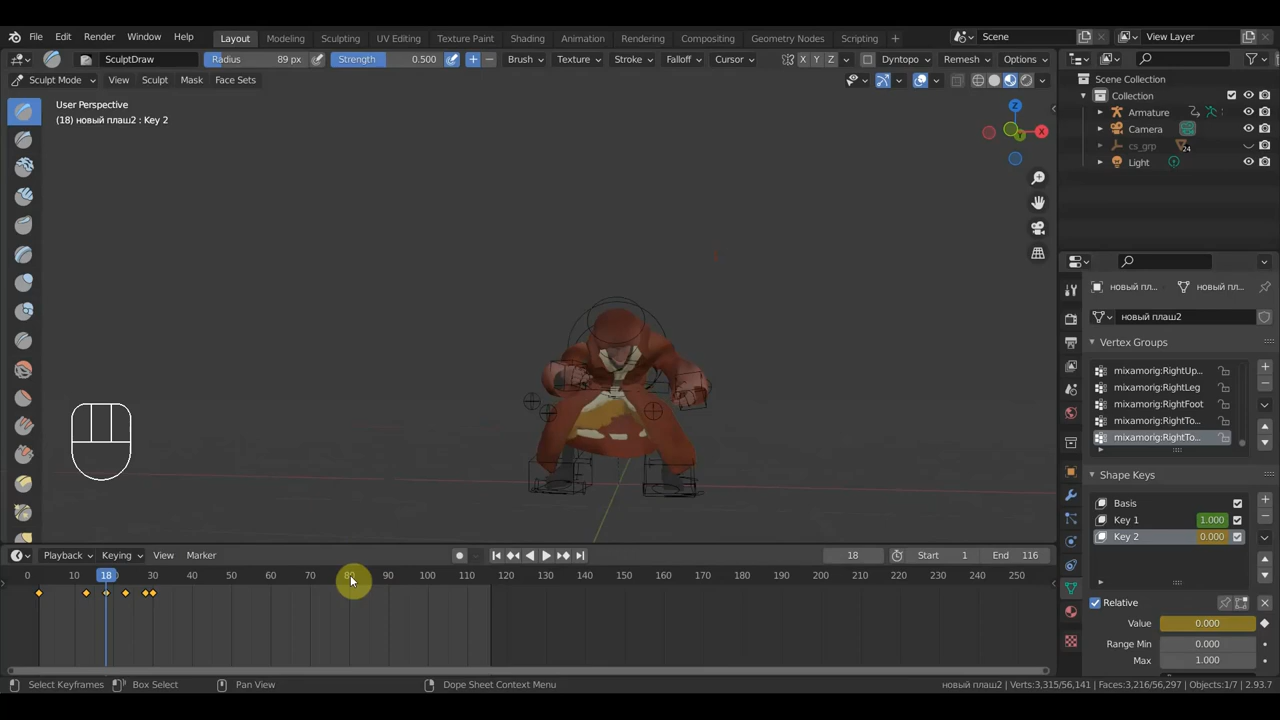 File Edit Render Window Help Layout Modeling Sculpting UV Editing Texture Paint Shading Animation Rendering Compositing Geometry Nodes Scripting Scene View Layer
SculptDraw Radius 89 px Strength 0.500 Brush Texture Stroke Falloff Cursor X Y Z Dyntopo Remesh Options
Sculpt Mode View Sculpt Mask Face Sets
Scene Collection
Collection
Armature
Camera
cs_grp 24
Light
User Perspective
(18) новый плаш2 : Key 2
X
Y
Z
новый пл... новый пл...
новый плаш2
Vertex Groups
mixamorig:RightUp...
mixamorig:RightLeg
mixamorig:RightFoot
mixamorig:RightTo...
mixamorig:RightTo...
Shape Keys
Basis
Key 1 1.000
Key 2 0.000
Relative
Value 0.000
Range Min 0.000
Max 1.000
Playback Keying View Marker 18 Start 1 End 116
0 10 18 30 40 50 60 70 80 90 100 110 120 130 140 150 160 170 180 190 200 210 220 230 240 250
Select Keyframes Box Select Pan View Dope Sheet Context Menu новый плаш2 | Verts:3,315/56,141 | Faces:3,216/56,297 | Objects:1/7 | 2.93.7